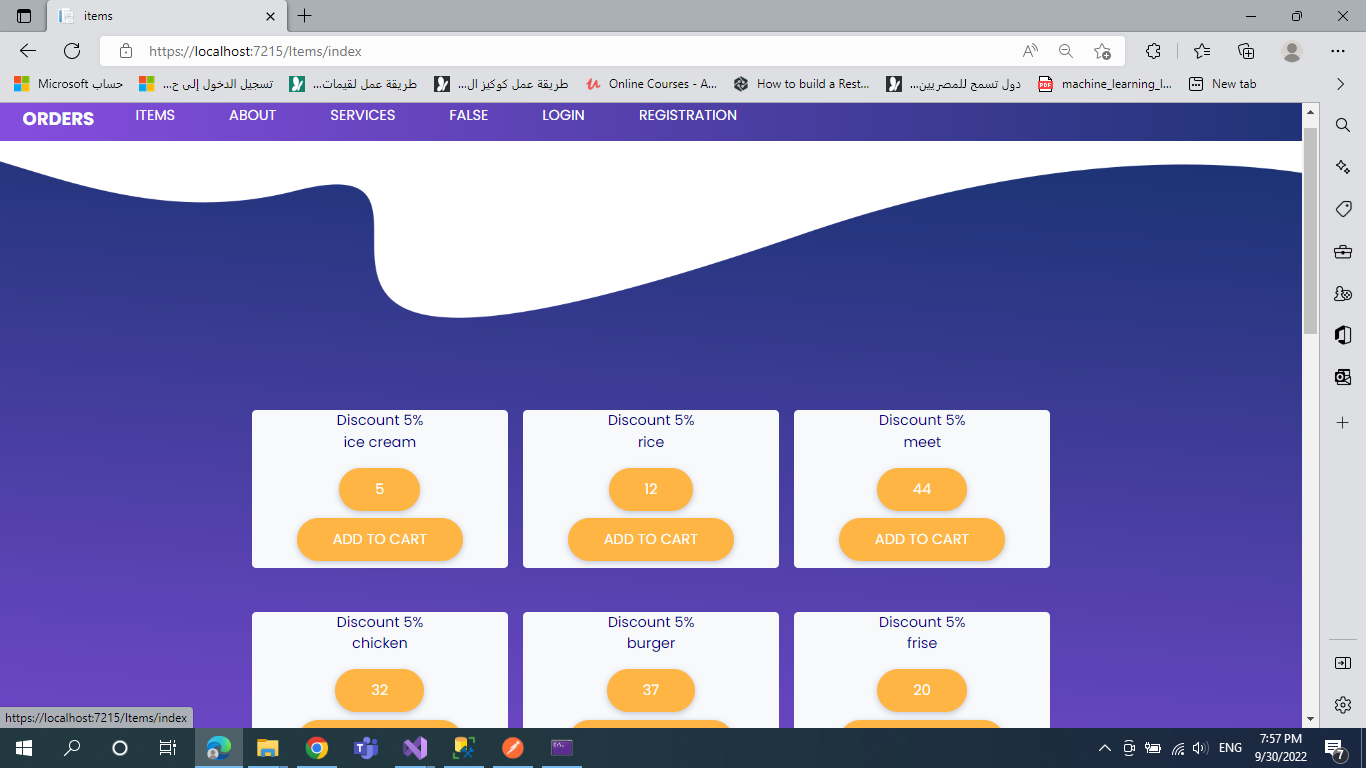 items
https://localhost:7215/Items/index
حساب Microsoft
تسجيل الدخول إلى ح...
طريقة عمل لقيمات...
طريقة عمل كوكيز ال...
Online Courses - A...
How to build a Rest...
دول تسمح للمصريين...
machine_learning_l...
New tab
ORDERS ITEMS ABOUT SERVICES FALSE LOGIN REGISTRATION
Discount 5% Discount 5% Discount 5%
ice cream rice meet
5 12 44
ADD TO CART ADD TO CART ADD TO CART
Discount 5% Discount 5% Discount 5%
chicken burger frise
32 37 20
https://localhost:7215/Items/index
ENG
7:57 PM
9/30/2022
7